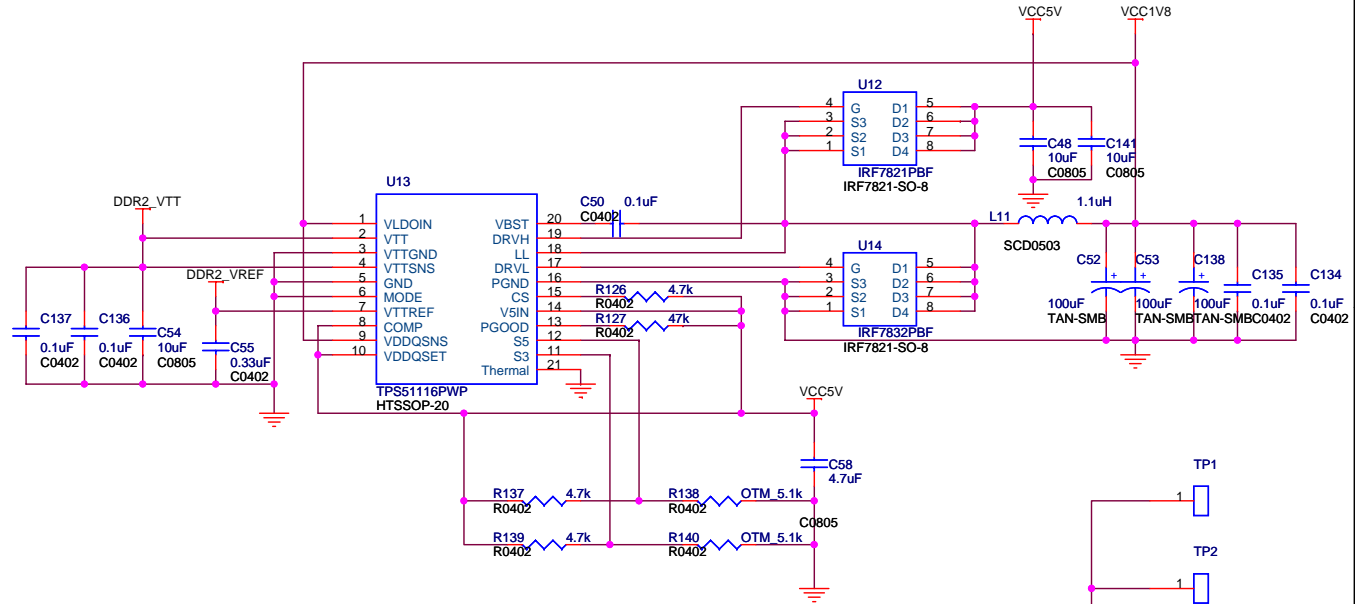 VCC5V
VCC1V8
U12
4 G D1 5
3 S3 D2 6
2 S2 D3 7
1 S1 D4 8
IRF7821PBF
IRF7821-SO-8
C48
10uF
C0805
C141
10uF
C0805
U13
1 VLDOIN VBST 20
2 VTT DRVH 19
3 VTTGND LL 18
4 VTTSNS DRVL 17
5 GND PGND 16
6 MODE CS 15
7 VTTREF V5IN 14
8 COMP PGOOD 13
9 VDDQSNS S5 12
10 VDDQSET S3 11
Thermal 21
TPS51116PWP
HTSSOP-20
DDR2_VTT
DDR2_VREF
C50 0.1uF
C0402
L11 1.1uH
SCD0503
U14
4 G D1 5
3 S3 D2 6
2 S2 D3 7
1 S1 D4 8
IRF7832PBF
IRF7821-SO-8
R126 4.7k
R0402
R127 47k
R0402
C52 +
100uF
TAN-SMB
C53 +
100uF
TAN-SMB
C138 +
100uF
TAN-SMB
C135
0.1uF
C0402
C134
0.1uF
C0402
C137
0.1uF
C0402
C136
0.1uF
C0402
C54
10uF
C0805
C55
0.33uF
C0402
VCC5V
C58
4.7uF
C0805
R137 4.7k
R0402
R138 OTM_5.1k
R0402
R139 4.7k
R0402
R140 OTM_5.1k
R0402
TP1
1
TP2
1